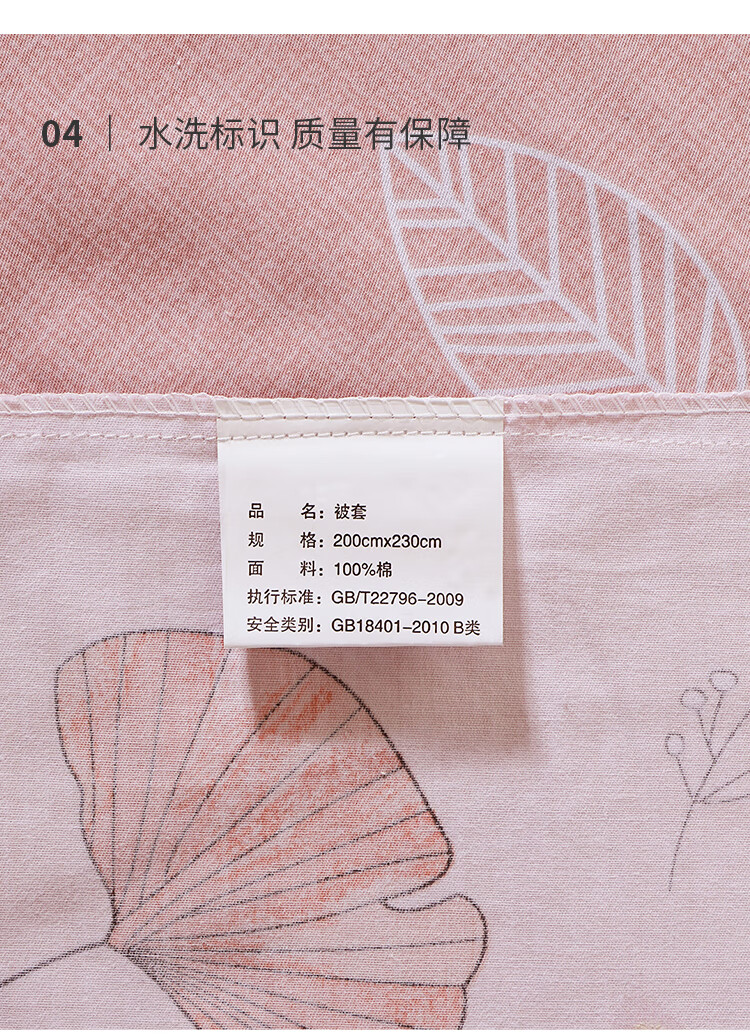 04 | 水洗标识 质量有保障
品 名：被套
规 格：200cmx230cm
面 料：100%棉
执行标准：GB/T22796-2009
安全类别：GB18401-2010 B类